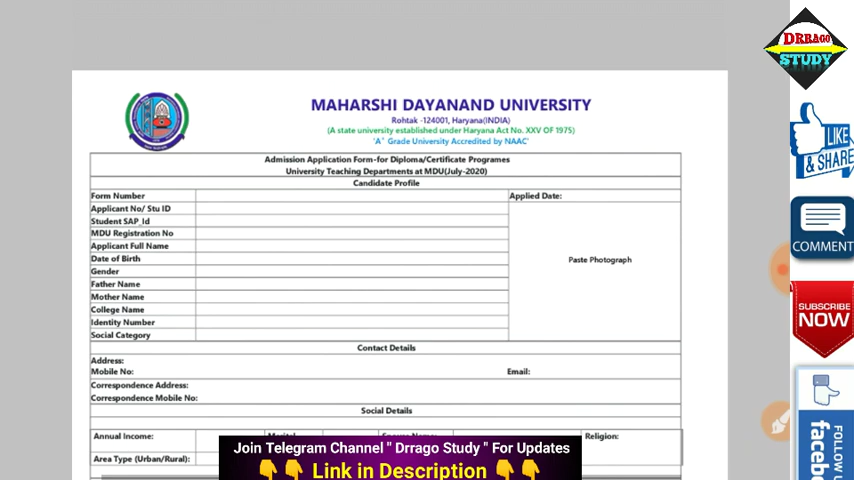 DRRAGO
STUDY
MAHARSHI DAYANAND UNIVERSITY
Rohtak -124001, Haryana(INDIA)
(A state university established under Haryana Act No. XXV OF 1975)
'A⁺ Grade University Accredited by NAAC'
Admission Application Form-for Diploma/Certificate Programes
University Teaching Departments at MDU(July-2020)
Candidate Profile
Form Number
Applied Date:
Applicant No/ Stu ID
Student SAP_Id
MDU Registration No
Applicant Full Name
Date of Birth
Paste Photograph
Gender
Father Name
Mother Name
College Name
Identity Number
Social Category
Contact Details
Address:
Mobile No: Email:
Correspondence Address:
Correspondence Mobile No:
Social Details
Annual Income: Religion:
Area Type (Urban/Rural):
Join Telegram Channel " Drrago Study " For Updates
Link in Description
LIKE
& SHARE
COMMENT
SUBSCRIBE
NOW
FOLLOW
facebo